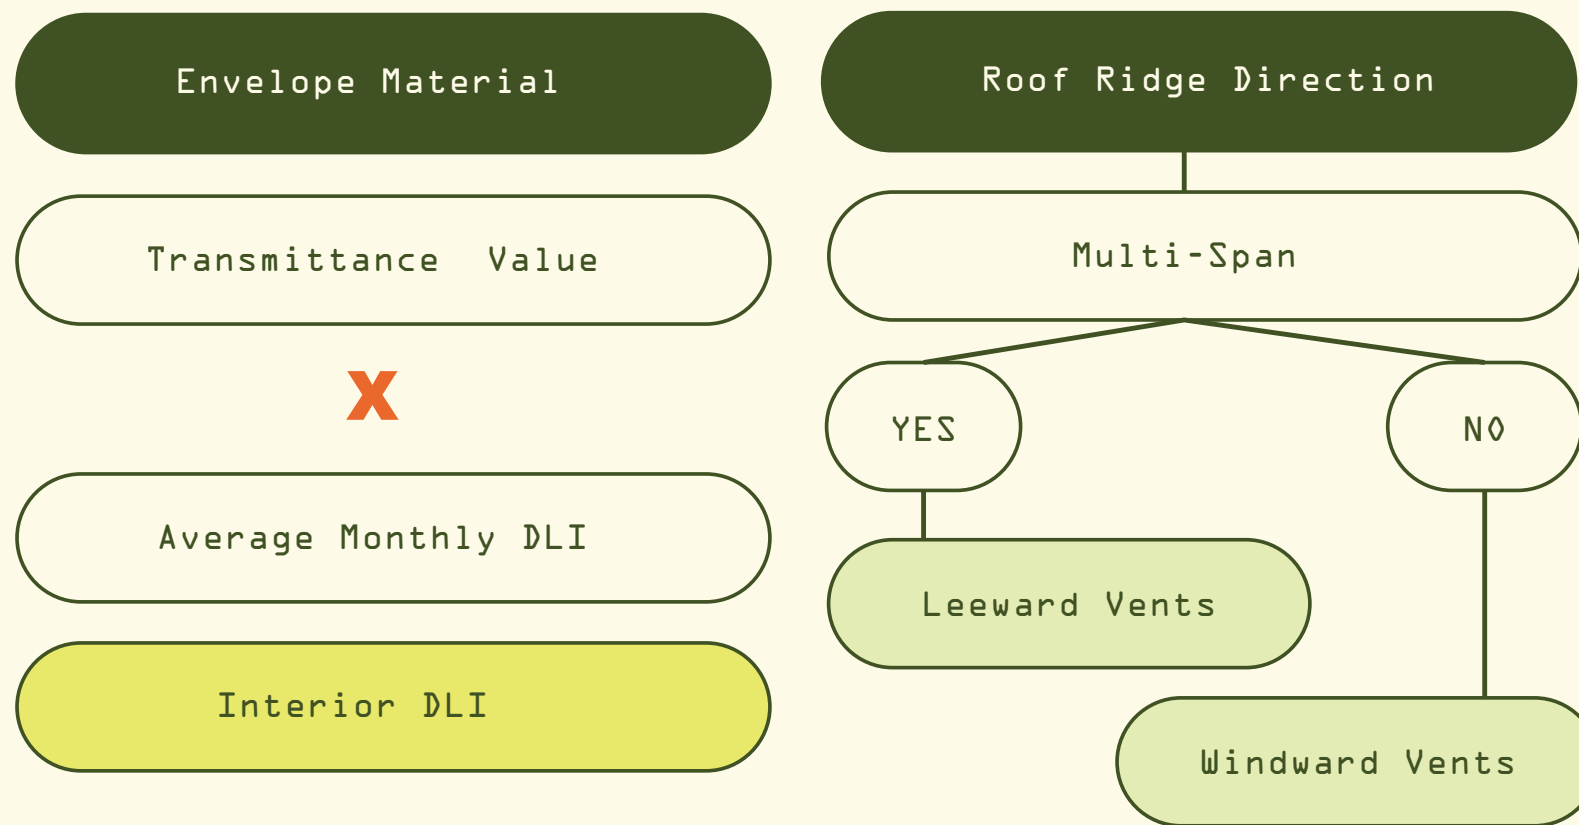 Envelope Material
Transmittance Value
X
Average Monthly DLI
Interior DLI
Roof Ridge Direction
Multi-Span
YES
NO
Leeward Vents
Windward Vents